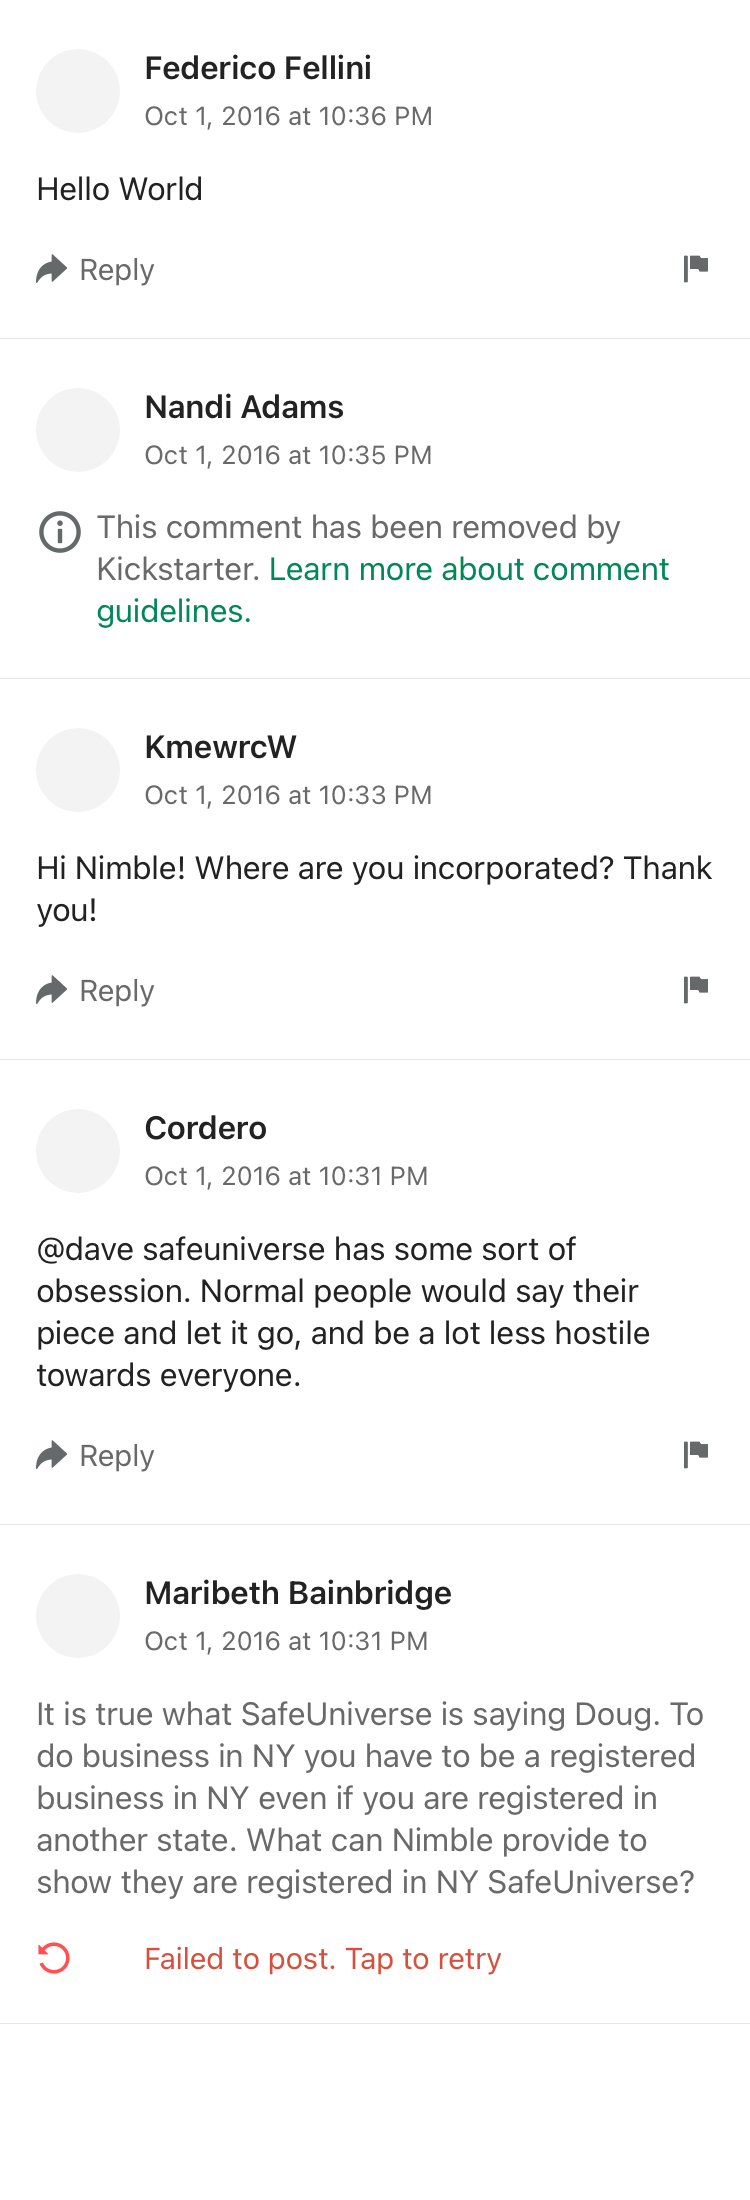 Federico Fellini
Oct 1, 2016 at 10:36 PM
Hello World
Reply
Nandi Adams
Oct 1, 2016 at 10:35 PM
This comment has been removed by
Kickstarter. Learn more about comment
guidelines.
KmewrcW
Oct 1, 2016 at 10:33 PM
Hi Nimble! Where are you incorporated? Thank
you!
Reply
Cordero
Oct 1, 2016 at 10:31 PM
@dave safeuniverse has some sort of
obsession. Normal people would say their
piece and let it go, and be a lot less hostile
towards everyone.
Reply
Maribeth Bainbridge
Oct 1, 2016 at 10:31 PM
It is true what SafeUniverse is saying Doug. To
do business in NY you have to be a registered
business in NY even if you are registered in
another state. What can Nimble provide to
show they are registered in NY SafeUniverse?
Failed to post. Tap to retry